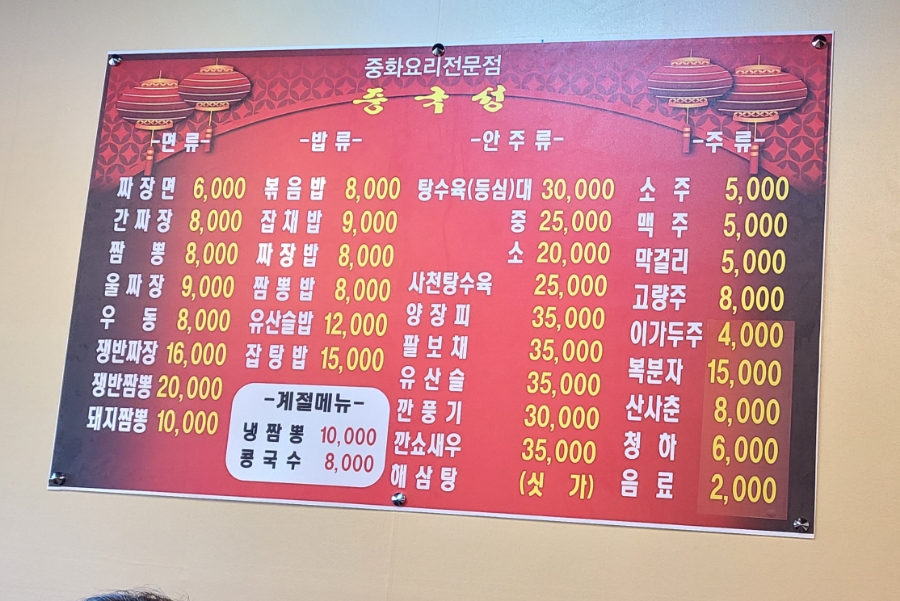 중화요리전문점
중국성
-면 류-
짜장면 6,000
간짜장 8,000
짬 뽕 8,000
울짜장 9,000
우 동 8,000
쟁반짜장 16,000
쟁반짬뽕 20,000
돼지짬뽕 10,000
-밥 류-
볶음밥 8,000
잡채밥 9,000
짜장밥 8,000
짬뽕밥 8,000
유산슬밥 12,000
잡탕밥 15,000
-계절메뉴-
냉짬뽕 10,000
콩국수 8,000
-안 주 류-
탕수육(등심)대 30,000
중 25,000
소 20,000
사천탕수육 25,000
양장피 35,000
팔보채 35,000
유산슬 35,000
깐풍기 30,000
깐쇼새우 35,000
해삼탕 (싯 가)
-주 류-
소 주 5,000
맥 주 5,000
막걸리 5,000
고량주 8,000
이가두주 4,000
복분자 15,000
산사춘 8,000
청 하 6,000
음 료 2,000